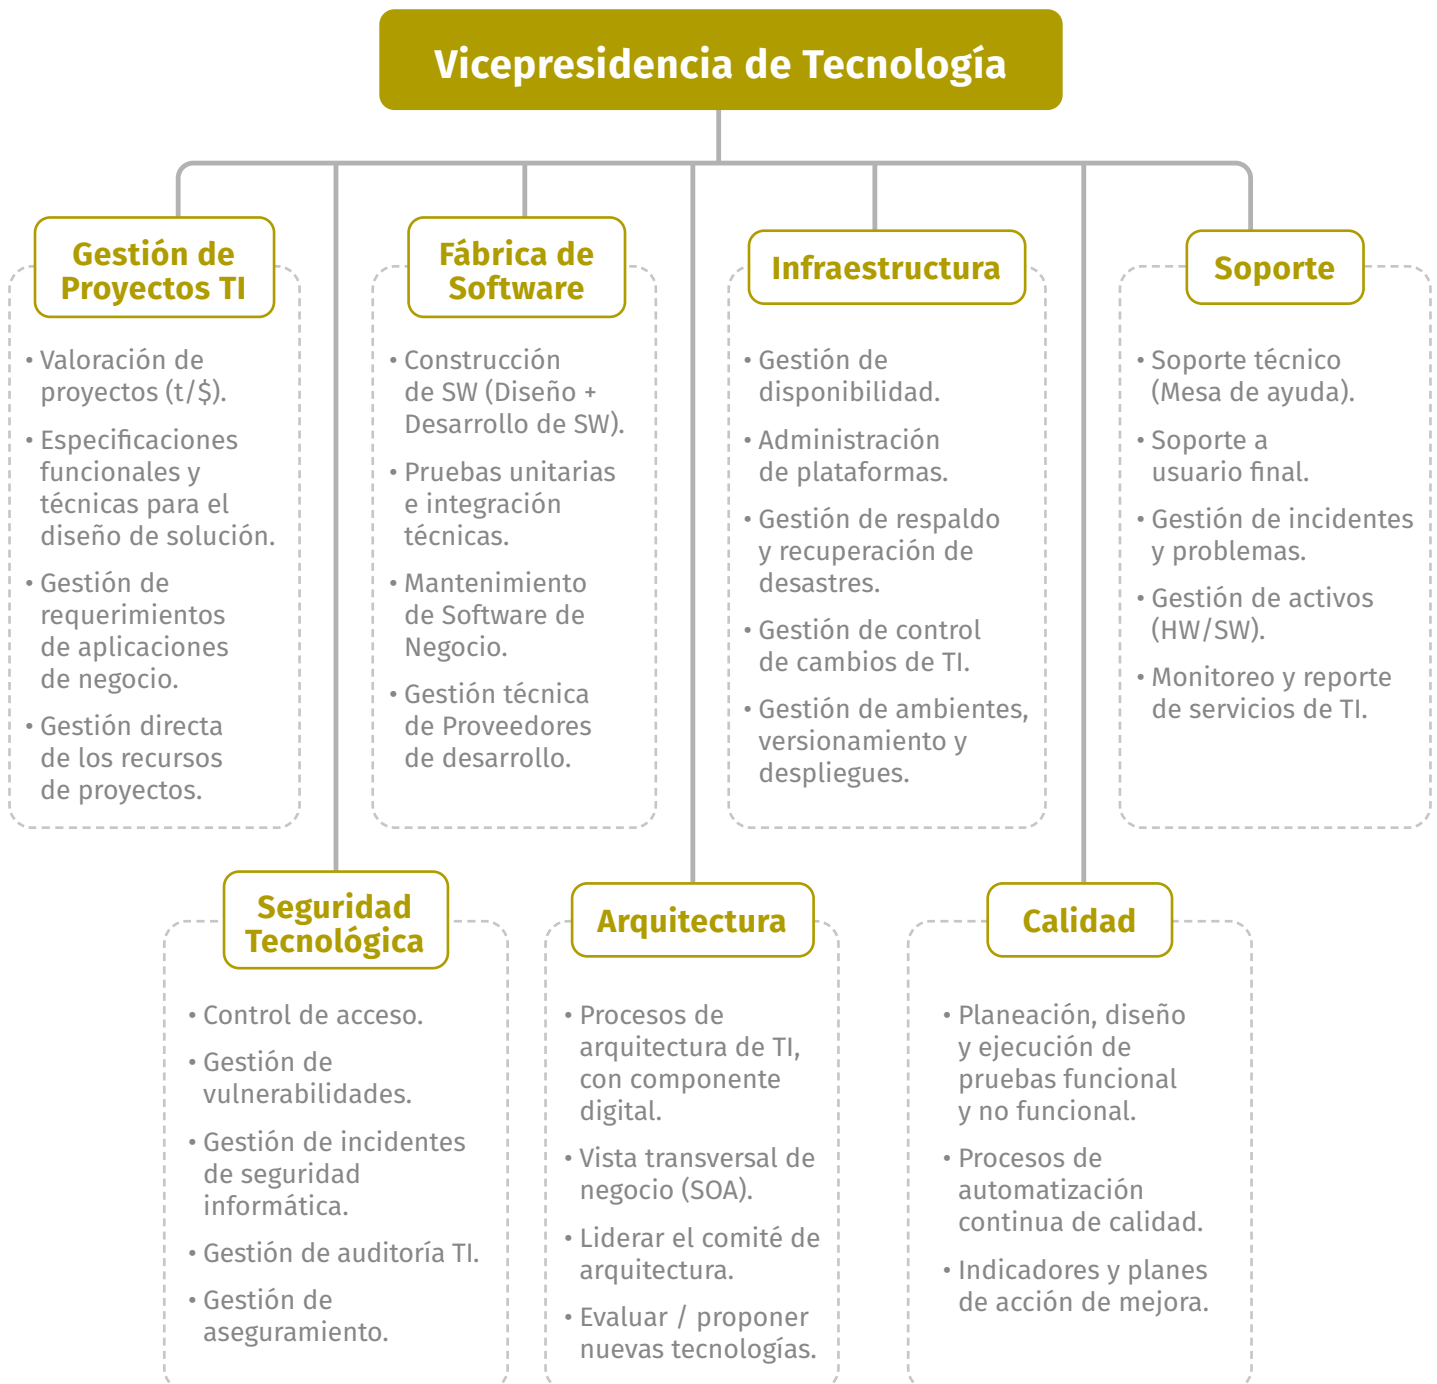 Vicepresidencia de Tecnología
Gestión de
Proyectos TI
• Valoración de
proyectos (t/$).
• Especificaciones
funcionales y
técnicas para el
diseño de solución.
• Gestión de
requerimientos
de aplicaciones
de negocio.
• Gestión directa
de los recursos
de proyectos.
Fábrica de
Software
• Construcción
de SW (Diseño +
Desarrollo de SW).
• Pruebas unitarias
e integración
técnicas.
• Mantenimiento
de Software de
Negocio.
• Gestión técnica
de Proveedores
de desarrollo.
Infraestructura
• Gestión de
disponibilidad.
• Administración
de plataformas.
• Gestión de respaldo
y recuperación de
desastres.
• Gestión de control
de cambios de TI.
• Gestión de ambientes,
versionamiento y
despliegues.
Soporte
• Soporte técnico
(Mesa de ayuda).
• Soporte a
usuario final.
• Gestión de incidentes
y problemas.
• Gestión de activos
(HW/SW).
• Monitoreo y reporte
de servicios de TI.
Seguridad
Tecnológica
• Control de acceso.
• Gestión de
vulnerabilidades.
• Gestión de incidentes
de seguridad
informática.
• Gestión de auditoría TI.
• Gestión de
aseguramiento.
Arquitectura
• Procesos de
arquitectura de TI,
con componente
digital.
• Vista transversal de
negocio (SOA).
• Liderar el comité de
arquitectura.
• Evaluar / proponer
nuevas tecnologías.
Calidad
• Planeación, diseño
y ejecución de
pruebas funcional
y no funcional.
• Procesos de
automatización
continua de calidad.
• Indicadores y planes
de acción de mejora.